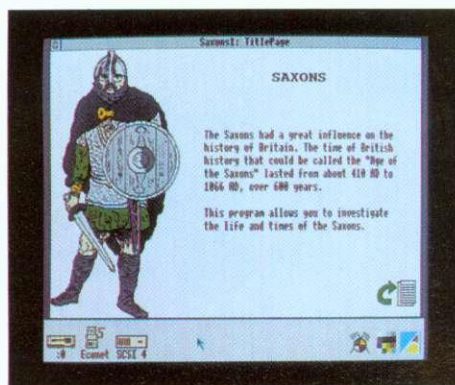 Saxons1: TitlePage
SAXONS
The Saxons had a great influence on the
history of Britain. The time of British
history that could be called the "Age of
the Saxons" lasted from about 410 AD to
1066 AD, over 600 years.
This program allows you to investigate
the life and times of the Saxons.
:0 Econet SCSI 4